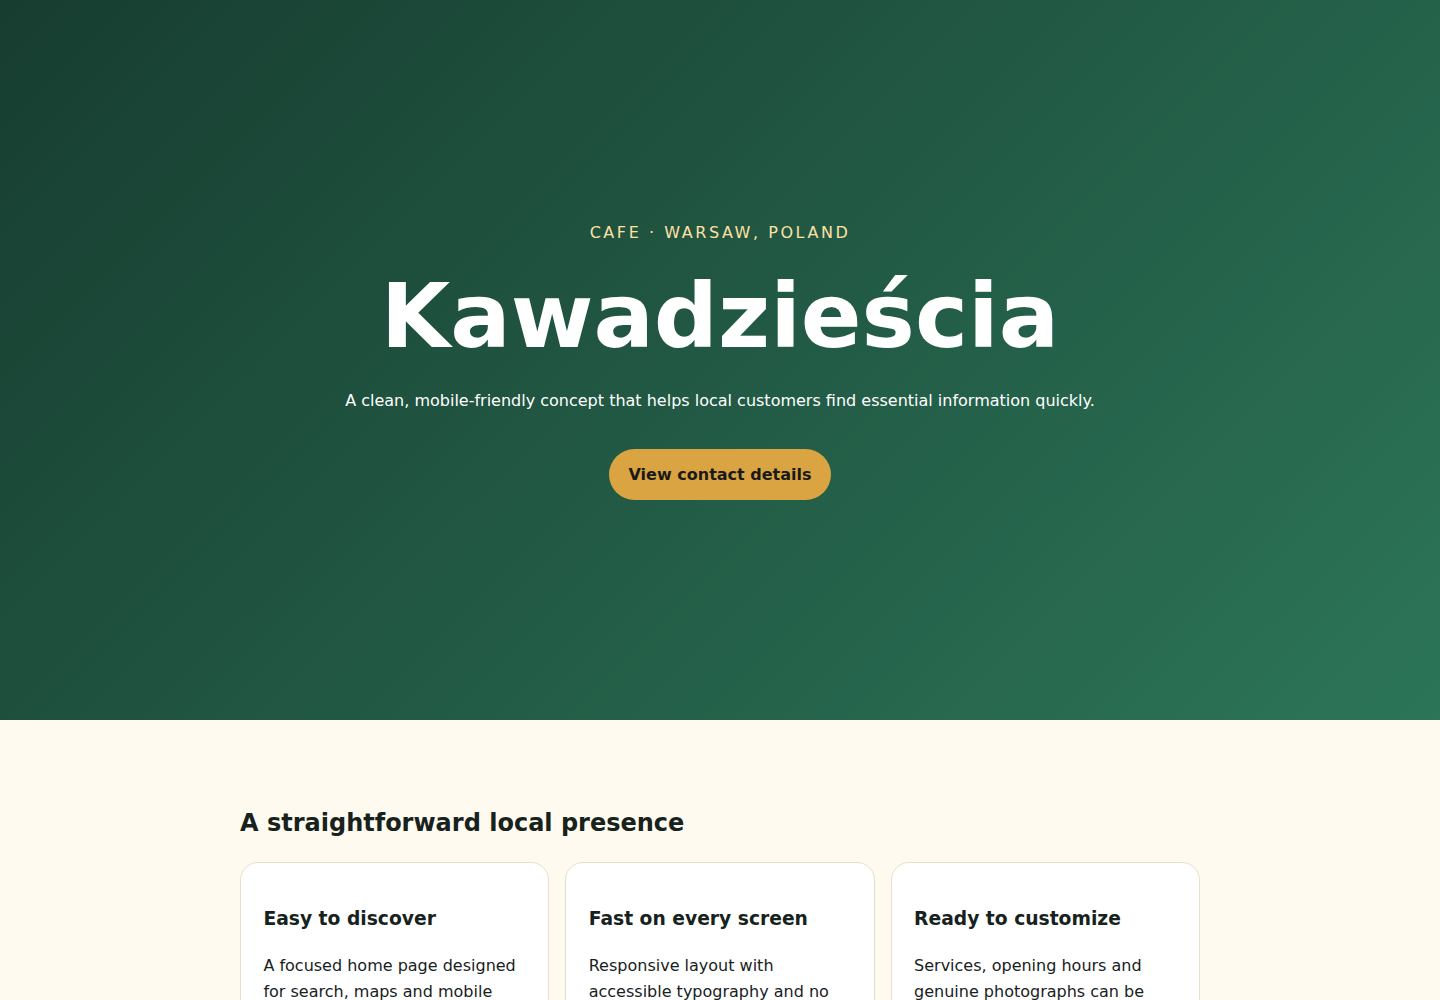 CAFE · WARSAW, POLAND
Kawadzieścia
A clean, mobile-friendly concept that helps local customers find essential information quickly.
View contact details
A straightforward local presence
Easy to discover
A focused home page designed
for search, maps and mobile
Fast on every screen
Responsive layout with
accessible typography and no
Ready to customize
Services, opening hours and
genuine photographs can be